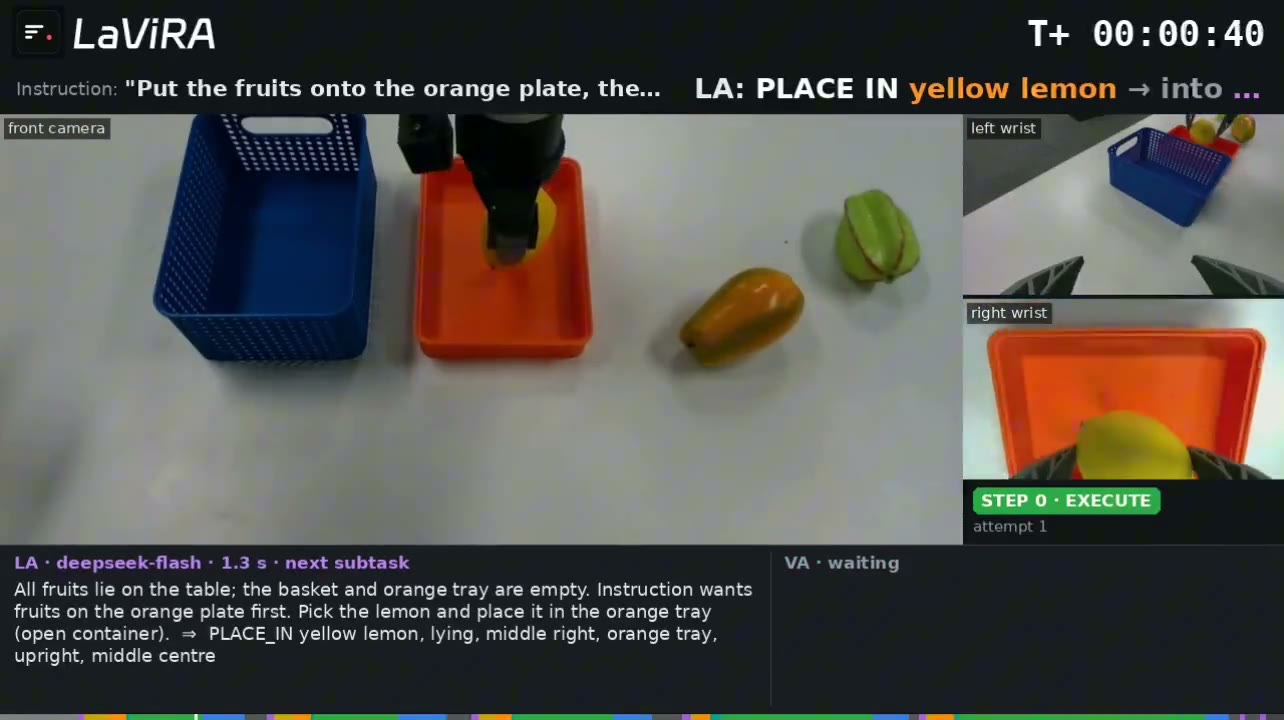 LaViRA
T+ 00:00:40
Instruction: "Put the fruits onto the orange plate, the...
LA: PLACE IN yellow lemon → into ...
front camera
left wrist
right wrist
STEP 0 · EXECUTE
attempt 1
LA · deepseek-flash · 1.3 s · next subtask
All fruits lie on the table; the basket and orange tray are empty. Instruction wants
fruits on the orange plate first. Pick the lemon and place it in the orange tray
(open container). ⇒ PLACE_IN yellow lemon, lying, middle right, orange tray,
upright, middle centre
VA · waiting